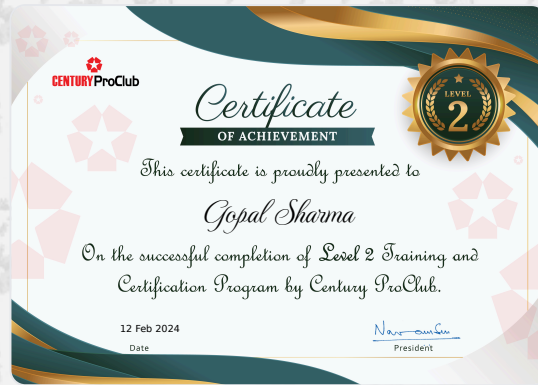 CENTURY ProClub
Certificate
OF ACHIEVEMENT
LEVEL
2
This certificate is proudly presented to
Gopal Sharma
On the successful completion of Level 2 Training and
Certification Program by Century ProClub.
12 Feb 2024
Date
President